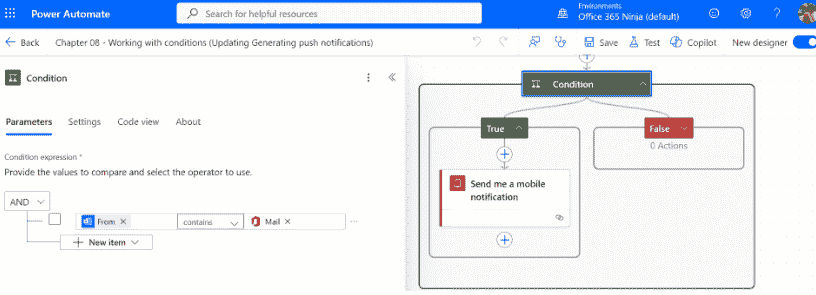 Power Automate
Search for helpful resources
Environments
Office 365 Ninja (default)
Back
Chapter 08 - Working with conditions (Updating Generating push notifications)
Save
Test
Copilot
New designer
Condition
Parameters
Settings
Code view
About
Condition expression *
Provide the values to compare and select the operator to use.
AND
From
contains
Mail
New item
Condition
True
False
0 Actions
Send me a mobile
notification